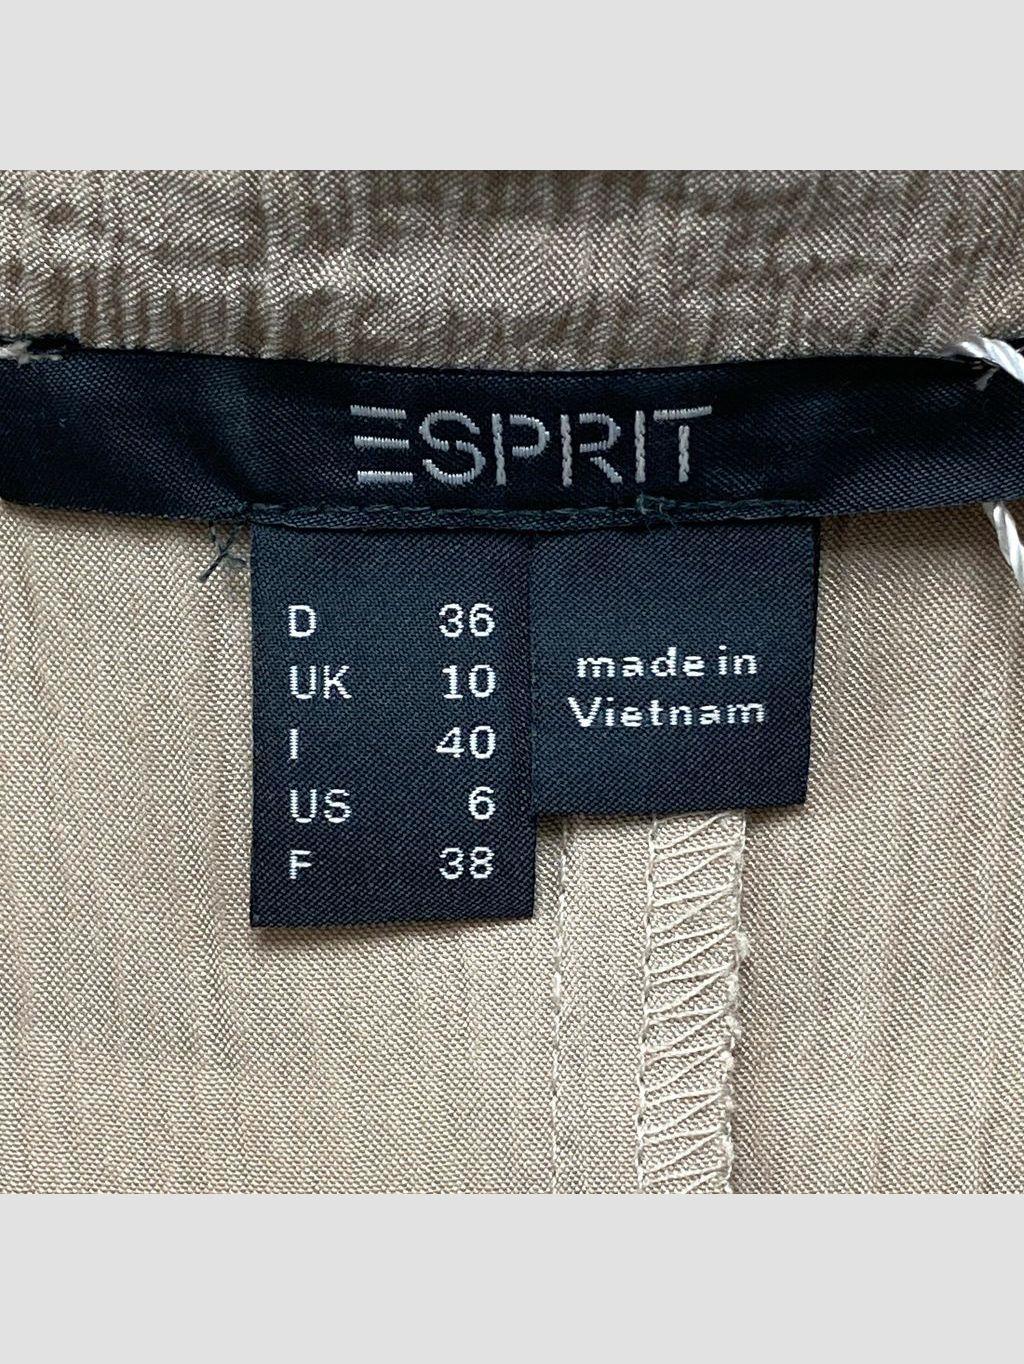 ESPRIT
D 36
UK 10
I 40
US 6
F 38
made in
Vietnam